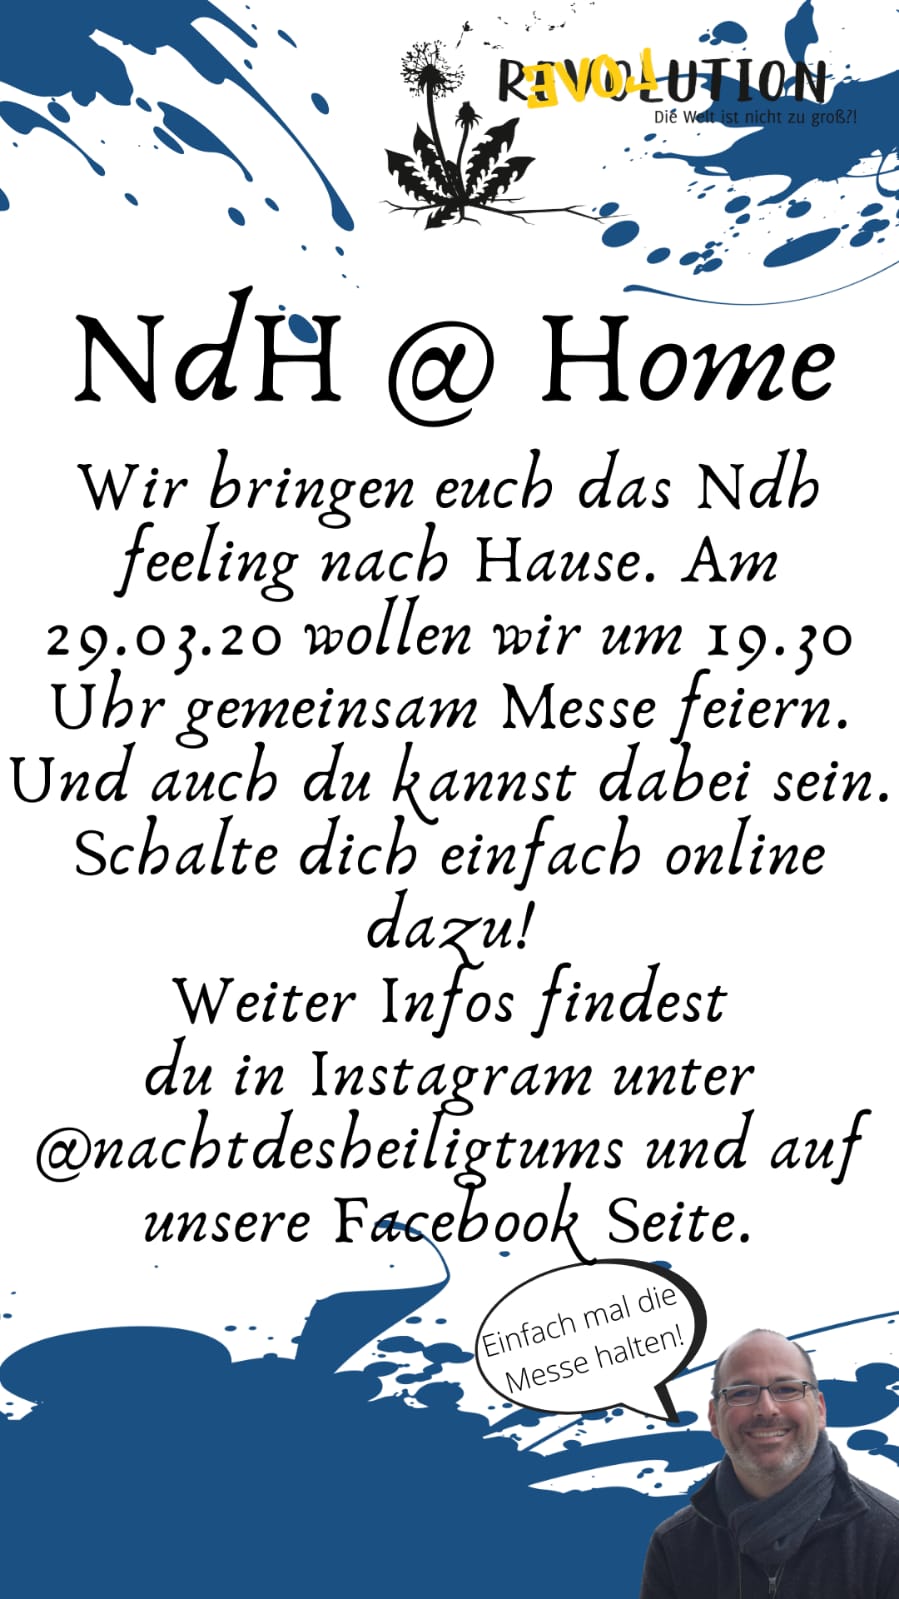 REVOLUTION
Die Welt ist nicht zu groß?!
NdH @ Home
Wir bringen euch das Ndh
feeling nach Hause. Am
29.03.20 wollen wir um 19.30
Uhr gemeinsam Messe feiern.
Und auch du kannst dabei sein.
Schalte dich einfach online
dazu!
Weiter Infos findest
du in Instagram unter
@nachtdesheiligtums und auf
unsere Facebook Seite.
Einfach mal die
Messe halten!